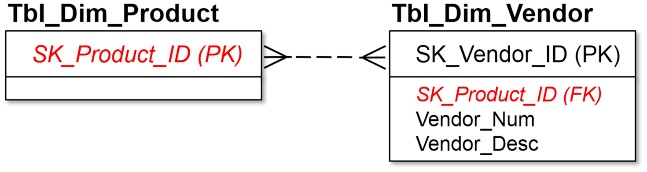 Tbl_Dim_Product
SK_Product_ID (PK)
Tbl_Dim_Vendor
SK_Vendor_ID (PK)
SK_Product_ID (FK)
Vendor_Num
Vendor_Desc